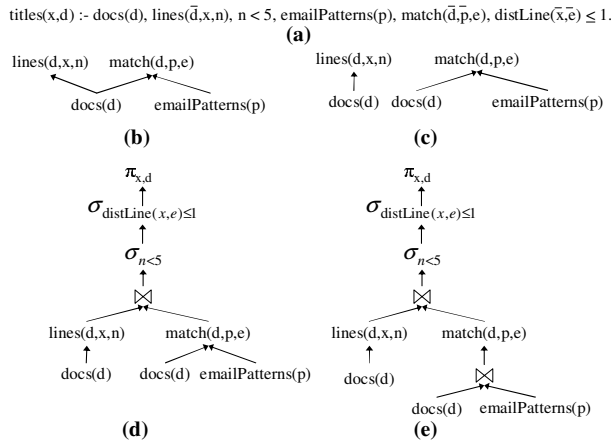 titles(x,d) :- docs(d), lines(d̄,x,n), n < 5, emailPatterns(p), match(d̄,p̄,e), distLine(x̄,ē) ≤ 1.
(a)
lines(d,x,n) match(d,p,e)
docs(d) emailPatterns(p)
(b)
lines(d,x,n) match(d,p,e)
docs(d) docs(d) emailPatterns(p)
(c)
π x,d
σ distLine(x,e)≤1
σ n<5
⋈
lines(d,x,n) match(d,p,e)
docs(d) docs(d) emailPatterns(p)
(d)
π x,d
σ distLine(x,e)≤1
σ n<5
⋈
lines(d,x,n) match(d,p,e)
docs(d) ⋈
docs(d) emailPatterns(p)
(e)